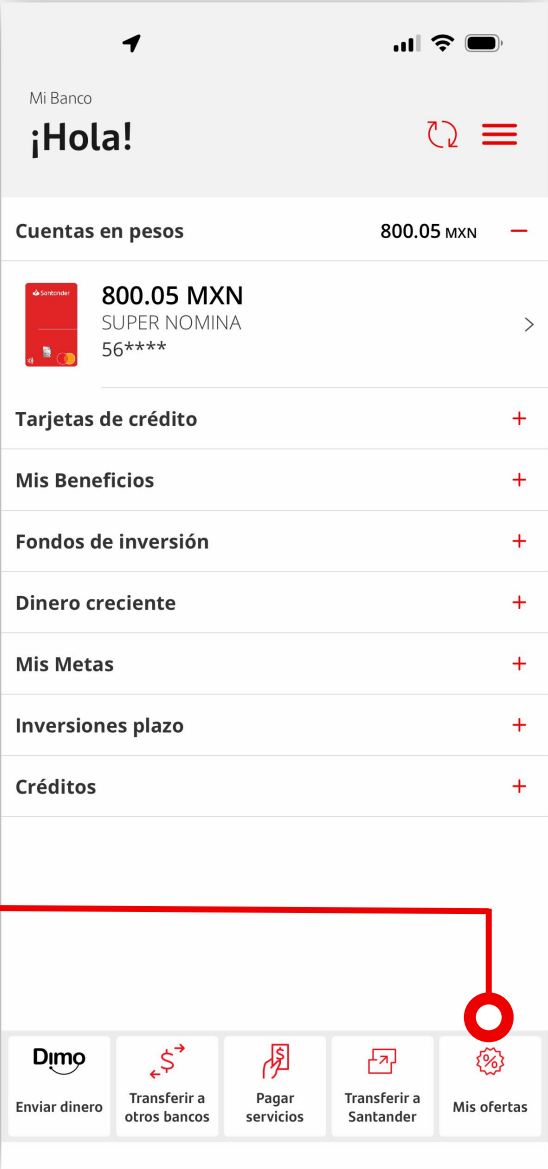 Mi Banco
¡Hola!
Cuentas en pesos 800.05 MXN
Santander
800.05 MXN
SUPER NOMINA
56****
Tarjetas de crédito
Mis Beneficios
Fondos de inversión
Dinero creciente
Mis Metas
Inversiones plazo
Créditos
Dimo
Enviar dinero
Transferir a
otros bancos
Pagar
servicios
Transferir a
Santander
Mis ofertas